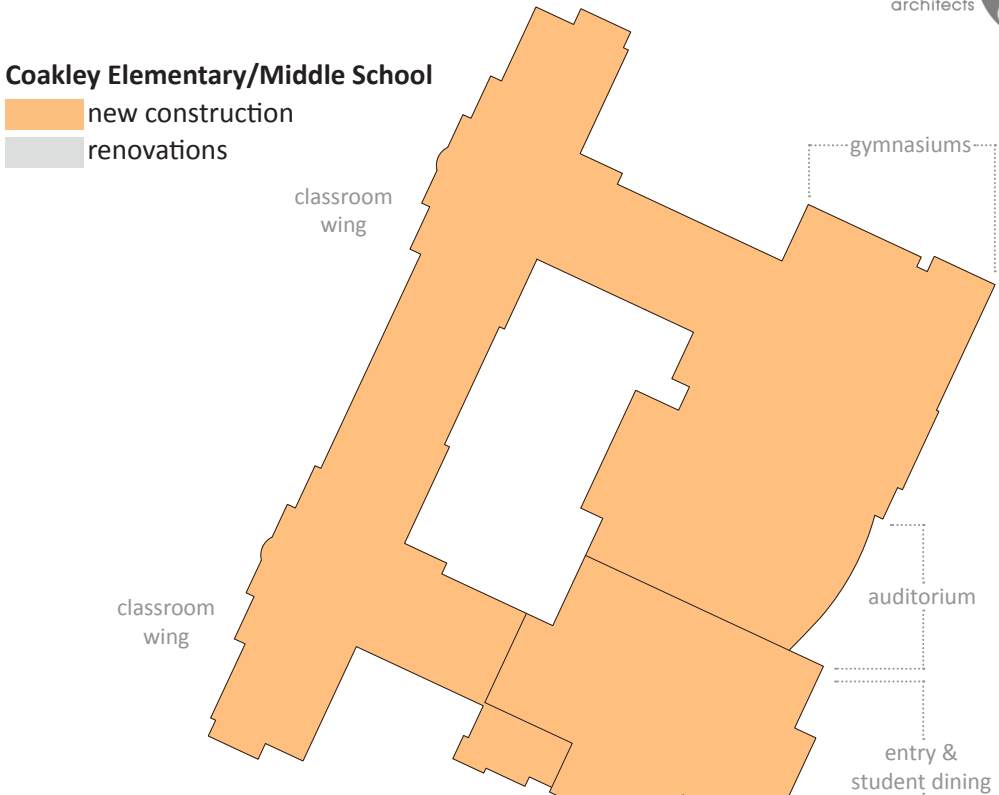 architects
Coakley Elementary/Middle School
new construction
renovations
gymnasiums
classroom
wing
auditorium
classroom
wing
entry &
student dining